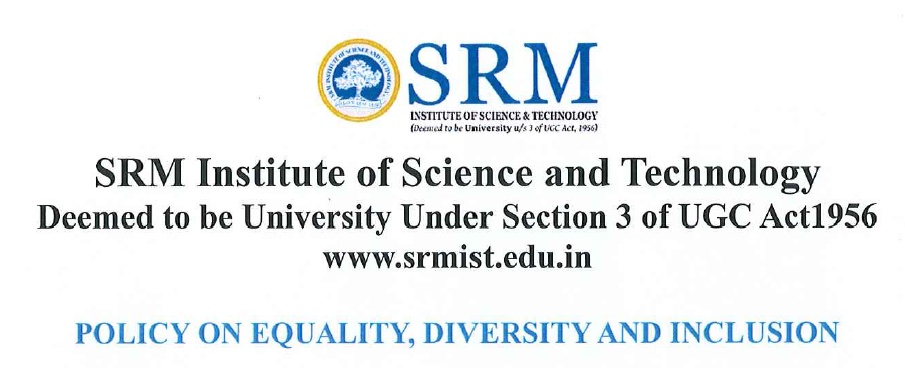 SRM
INSTITUTE OF SCIENCE & TECHNOLOGY
(Deemed to be University u/s 3 of UGC Act, 1956)
SRM Institute of Science and Technology
Deemed to be University Under Section 3 of UGC Act1956
www.srmist.edu.in
POLICY ON EQUALITY, DIVERSITY AND INCLUSION